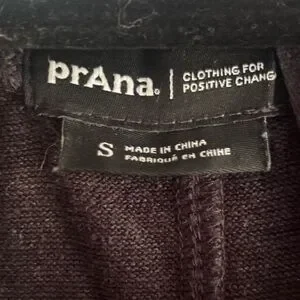 prAna. | CLOTHING FOR
POSITIVE CHANG
S MADE IN CHINA
FABRIQUÉ EN CHINE